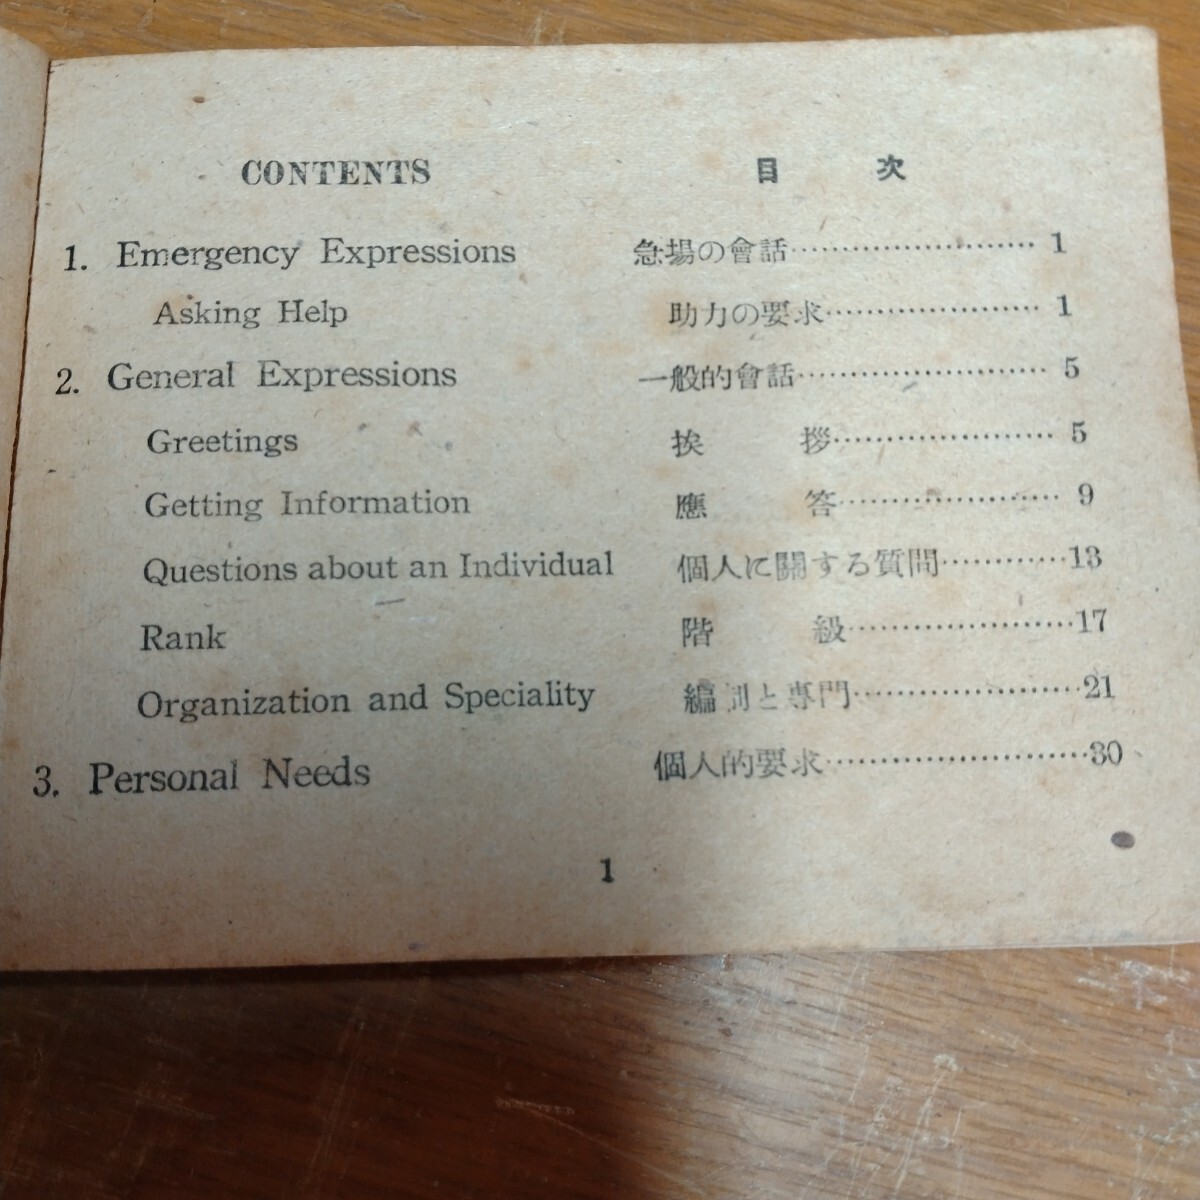 CONTENTS 目次
1. Emergency Expressions 急場の會話························ 1
Asking Help 助力の要求····················· 1
2. General Expressions 一般的會話························ 5
Greetings 挨拶····················· 5
Getting Information 應答····················· 9
Questions about an Individual 個人に關する質問············13
Rank 階級······················17
Organization and Speciality と專門······················21
3. Personal Needs 個人的要求·························30
1